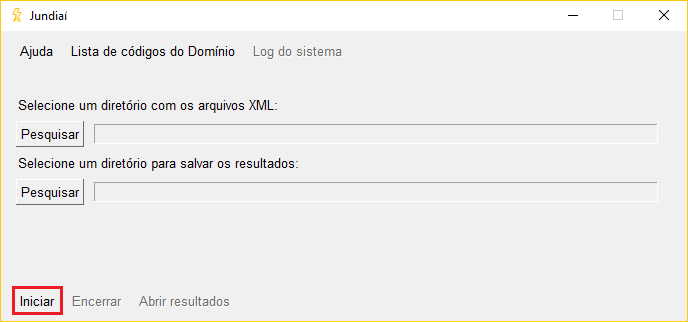 Jundiaí
Ajuda Lista de códigos do Domínio Log do sistema
Selecione um diretório com os arquivos XML:
Pesquisar
Selecione um diretório para salvar os resultados:
Pesquisar
Iniciar Encerrar Abrir resultados